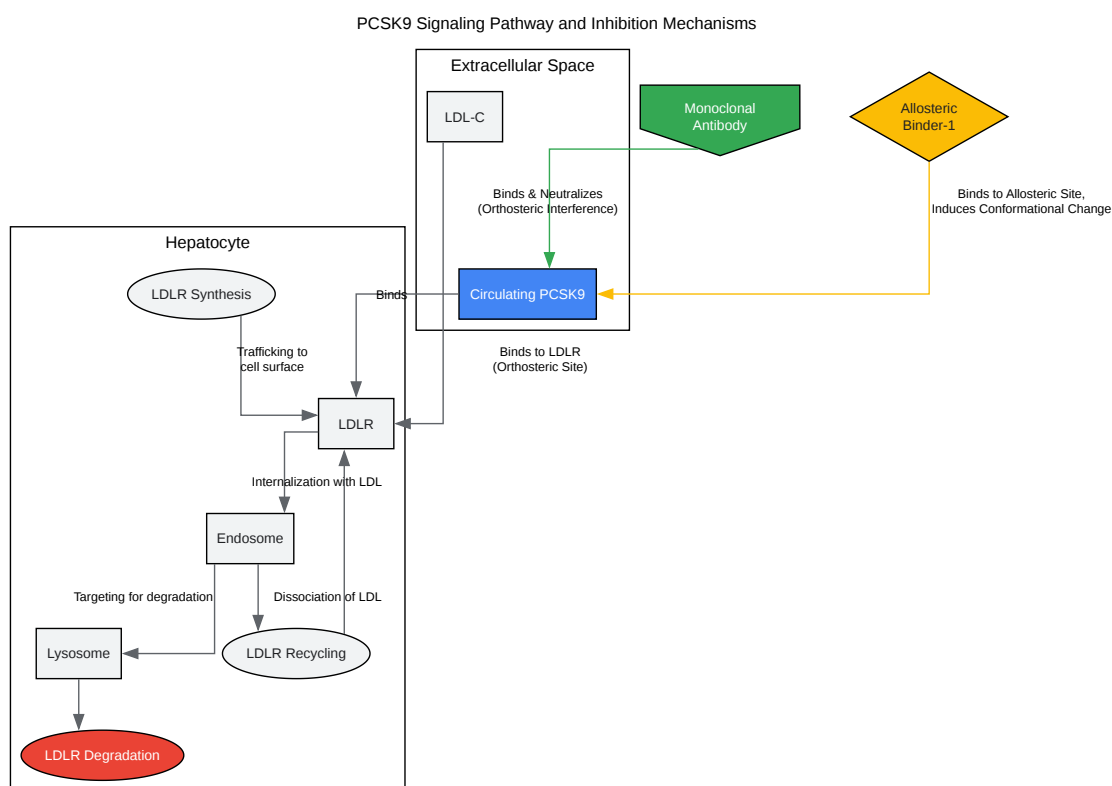 PCSK9 Signaling Pathway and Inhibition Mechanisms
Extracellular Space
LDL-C
Monoclonal
Antibody
Allosteric
Binder-1
Binds & Neutralizes
(Orthosteric Interference)
Binds to Allosteric Site,
Induces Conformational Change
Hepatocyte
LDLR Synthesis
Binds
Circulating PCSK9
Trafficking to
cell surface
Binds to LDLR
(Orthosteric Site)
LDLR
Internalization with LDL
Endosome
Targeting for degradation
Dissociation of LDL
Lysosome
LDLR Recycling
LDLR Degradation